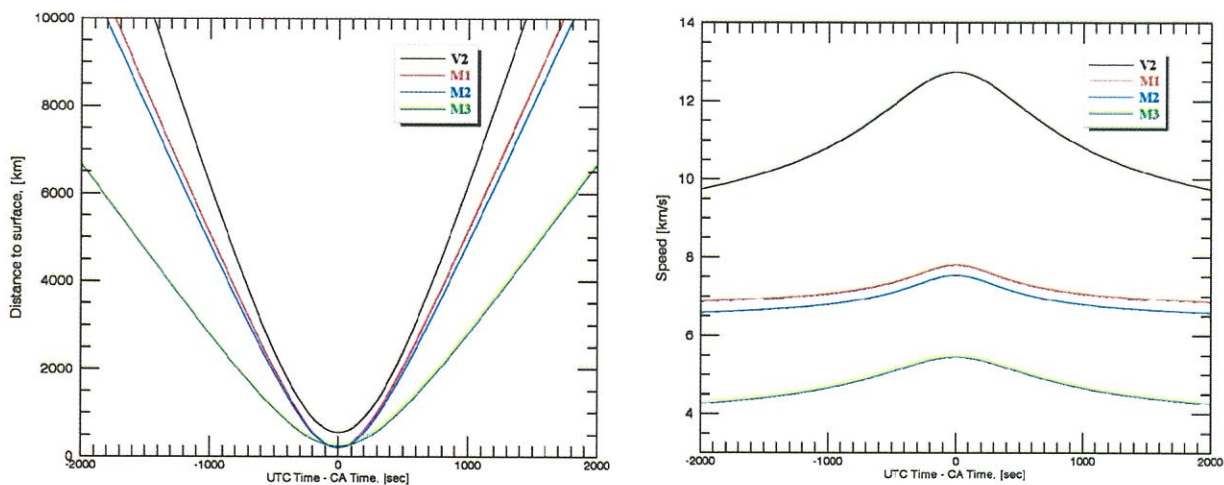 10000
8000
6000
4000
2000
0
Distance to surface, [km]
-2000
-1000
0
1000
2000
UTC Time - CA Time, [sec]
V2
M1
M2
M3
14
12
10
8
6
4
Speed [km/s]
-2000
-1000
0
1000
2000
UTC Time - CA Time, [sec]
V2
M1
M2
M3